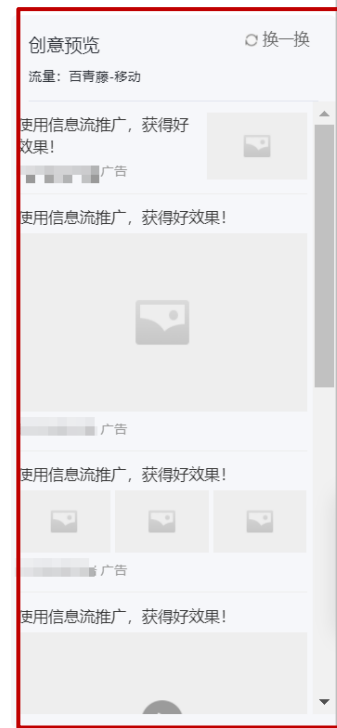 创意预览
换一换
流量：百青藤-移动
使用信息流推广，获得好
效果！
广告
使用信息流推广，获得好效果！
广告
使用信息流推广，获得好效果！
广告
使用信息流推广，获得好效果！